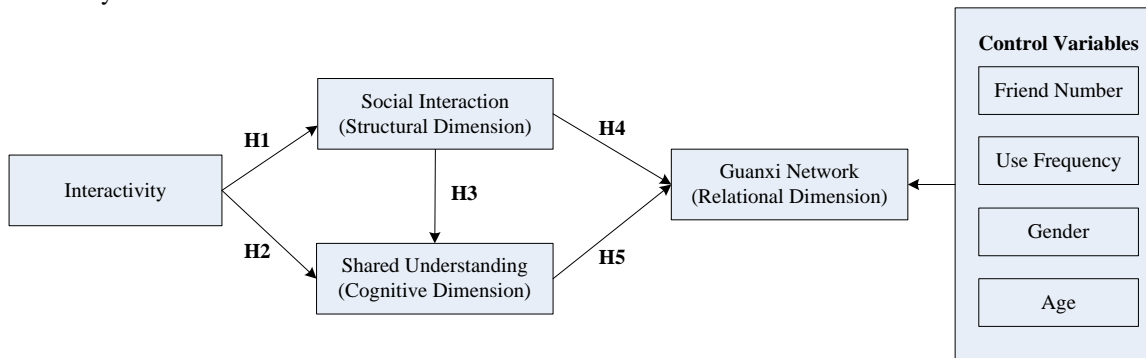 Interactivity
H1
H2
Social Interaction
(Structural Dimension)
H3
Shared Understanding
(Cognitive Dimension)
H4
H5
Guanxi Network
(Relational Dimension)
Control Variables
Friend Number
Use Frequency
Gender
Age